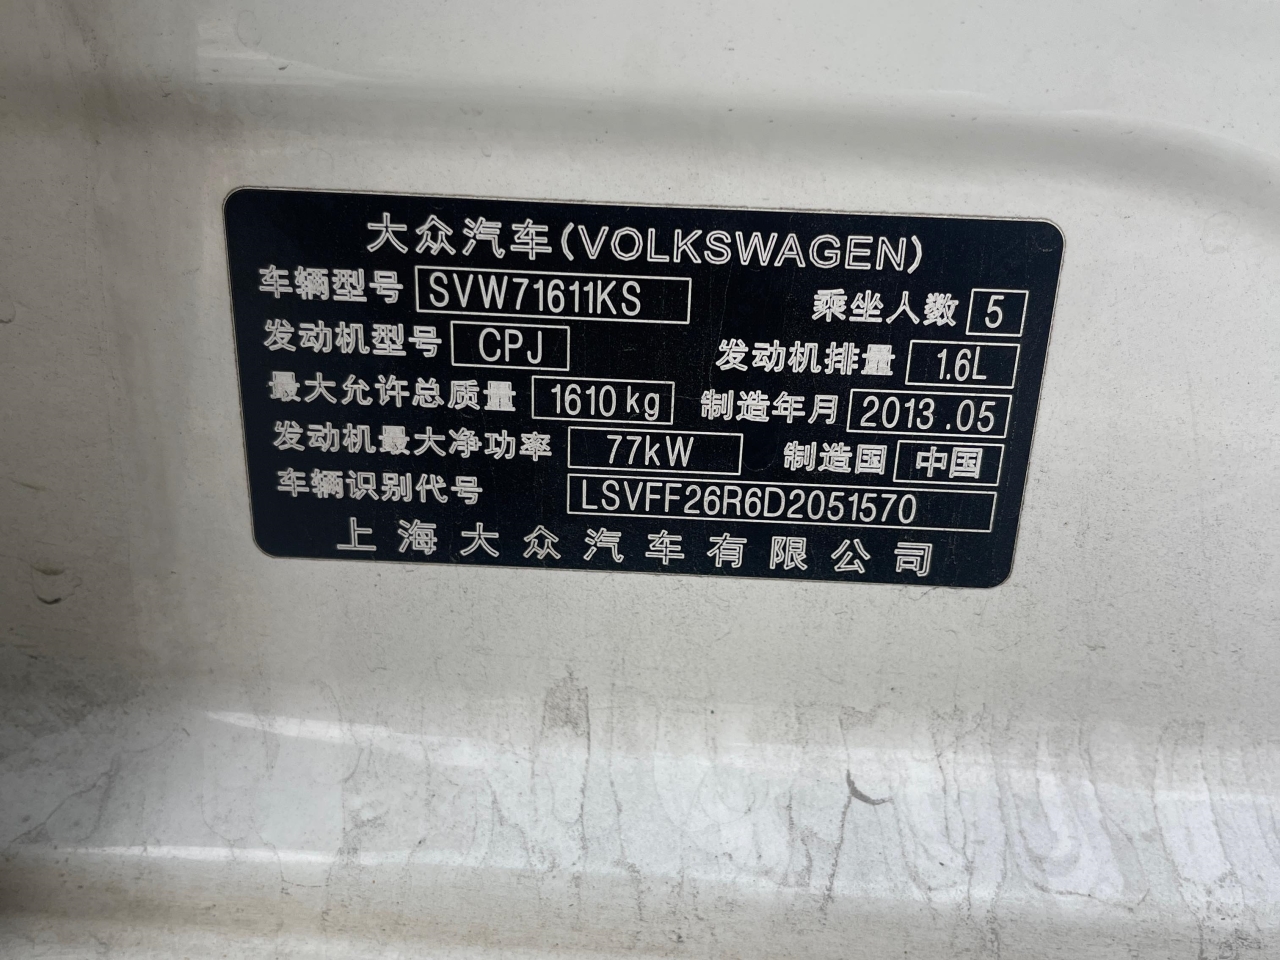 大众汽车(VOLKSWAGEN)
车辆型号 SVW71611KS 乘坐人数 5
发动机型号 CPJ 发动机排量 1.6L
最大允许总质量 1610kg 制造年月 2013.05
发动机最大净功率 77kW 制造国 中国
车辆识别代号 LSVFF26R6D2051570
上海大众汽车有限公司